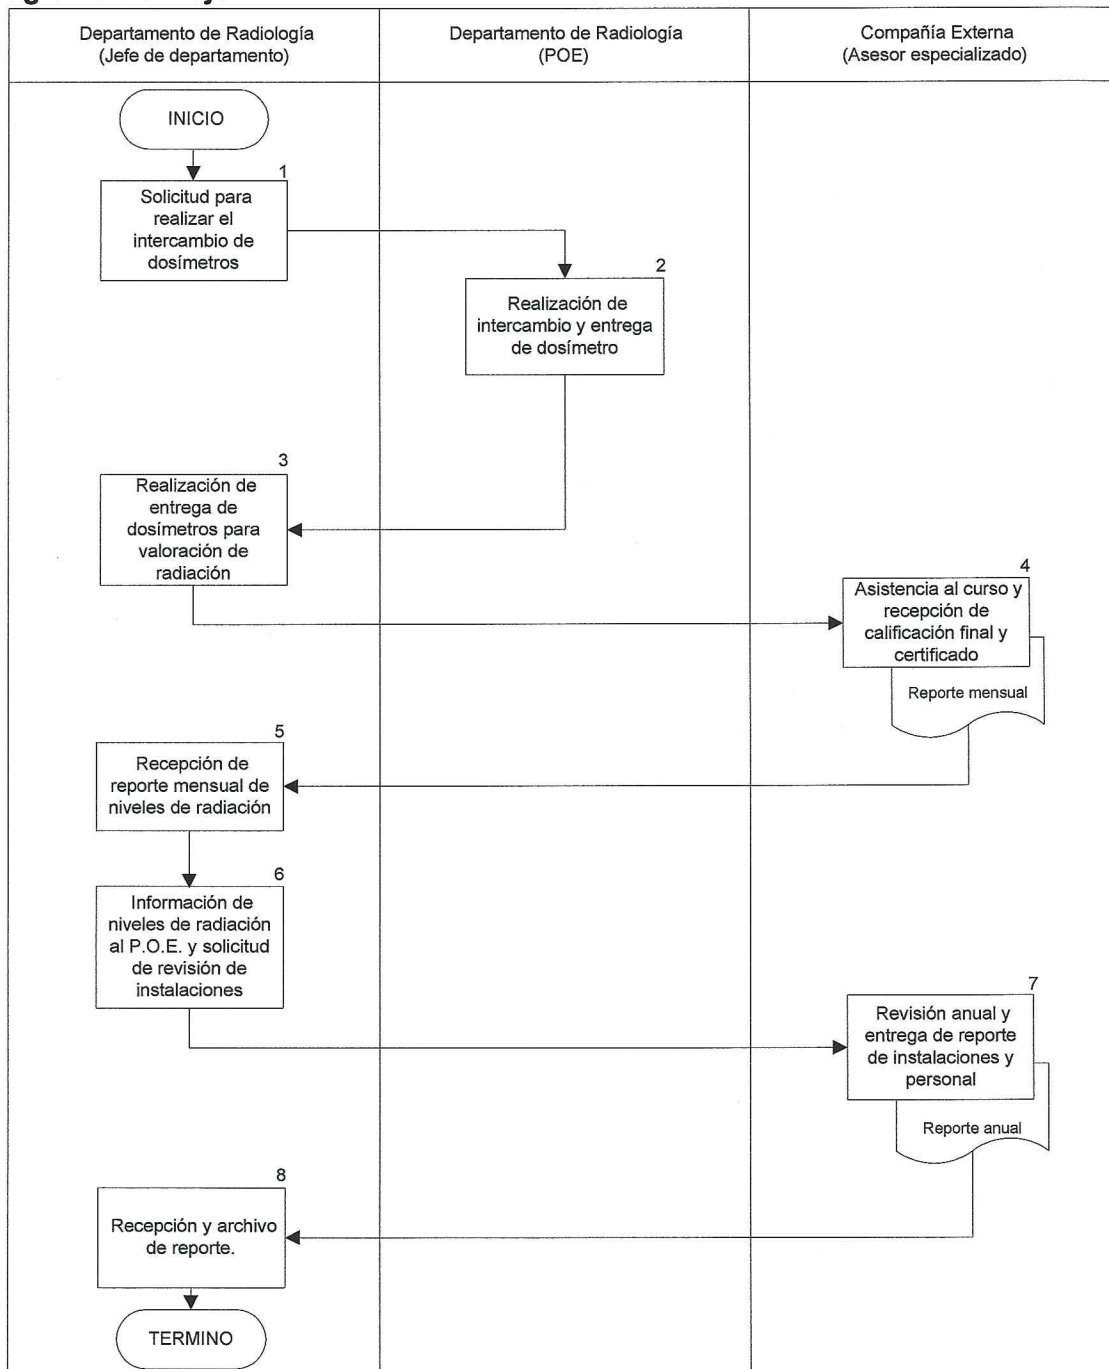 Departamento de Radiología
(Jefe de departamento)
Departamento de Radiología
(POE)
Compañía Externa
(Asesor especializado)
INICIO
1
Solicitud para
realizar el
intercambio de
dosímetros
2
Realización de
intercambio y entrega
de dosímetro
3
Realización de
entrega de
dosímetros para
valoración de
radiación
4
Asistencia al curso y
recepción de
calificación final y
certificado
Reporte mensual
5
Recepción de
reporte mensual de
niveles de radiación
6
Información de
niveles de radiación
al P.O.E. y solicitud
de revisión de
instalaciones
7
Revisión anual y
entrega de reporte
de instalaciones y
personal
Reporte anual
8
Recepción y archivo
de reporte.
TERMINO